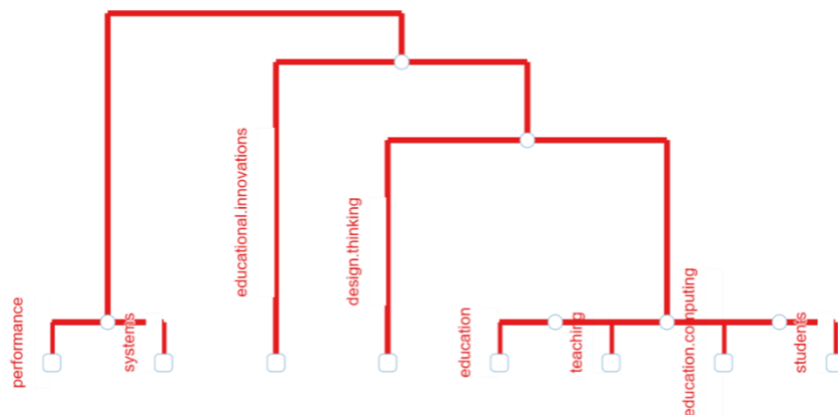 performance
systems
educational.innovations
design.thinking
education
teaching
education.computing
students